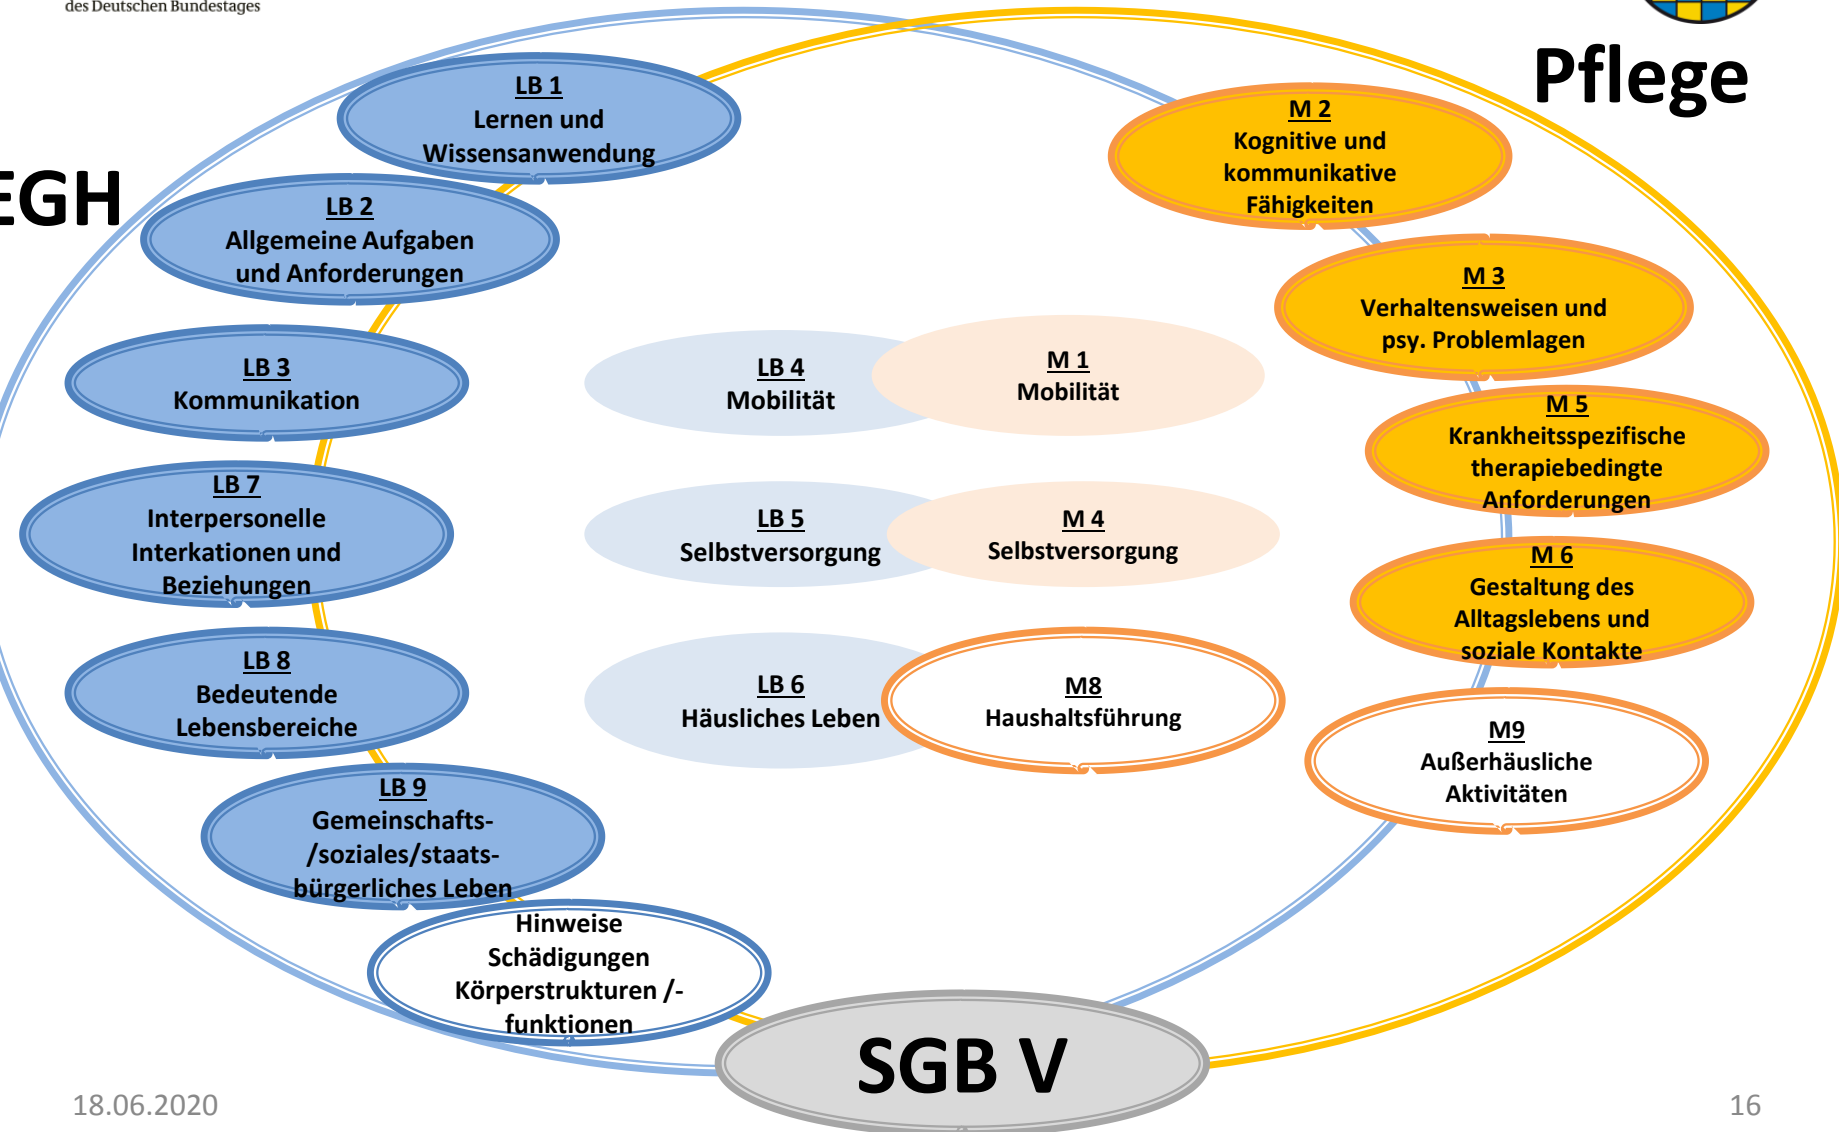 des Deutschen Bundestages
Pflege
EGH
LB 1
Lernen und
Wissensanwendung
LB 2
Allgemeine Aufgaben
und Anforderungen
LB 3
Kommunikation
LB 7
Interpersonelle
Interkationen und
Beziehungen
LB 8
Bedeutende
Lebensbereiche
LB 9
Gemeinschafts-
/soziales/staats-
bürgerliches Leben
Hinweise
Schädigungen
Körperstrukturen /-
funktionen
LB 4
Mobilität
M 1
Mobilität
LB 5
Selbstversorgung
M 4
Selbstversorgung
LB 6
Häusliches Leben
M8
Haushaltsführung
M 2
Kognitive und
kommunikative
Fähigkeiten
M 3
Verhaltensweisen und
psy. Problemlagen
M 5
Krankheitsspezifische
therapiebedingte
Anforderungen
M 6
Gestaltung des
Alltagslebens und
soziale Kontakte
M9
Außerhäusliche
Aktivitäten
SGB V
18.06.2020
16